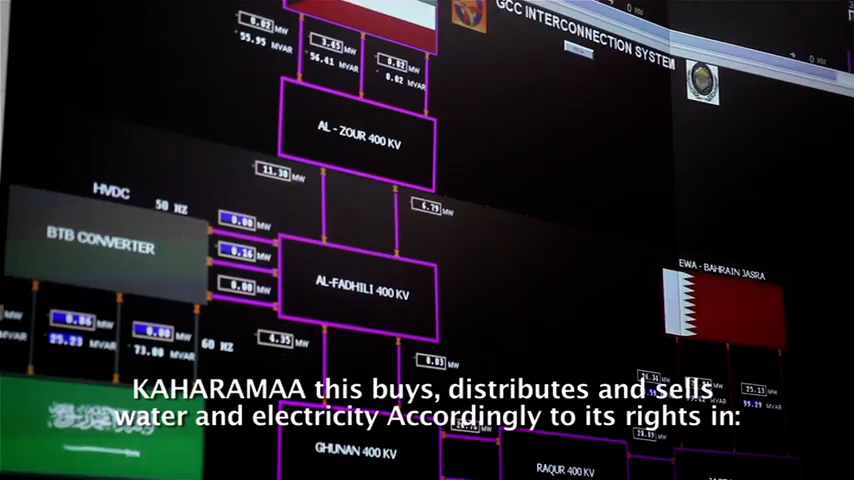 GCC INTERCONNECTION SYSTEM
0.02 MW
55.95 MVAR
3.45 MW
56.41 MVAR
0.02 MW
0.02 MVAR
AL - ZOUR 400 KV
11.30 MW
6.79 MW
HVDC
50 HZ
BTB CONVERTER
0.00 MW
0.16 MW
0.00 MW
AL-FADHILI 400 KV
EWA - BAHRAIN JASRA
MW
MVAR
0.06 MW
23.23 MVAR
0.00 MW
73.00 MVAR
60 HZ
4.35 MW
0.03 MW
25.13 MW
99.29 MVAR
KAHARAMAA this buys, distributes and sells
water and electricity Accordingly to its rights in:
GHUNAN 400 KV
RAQUR 400 KV